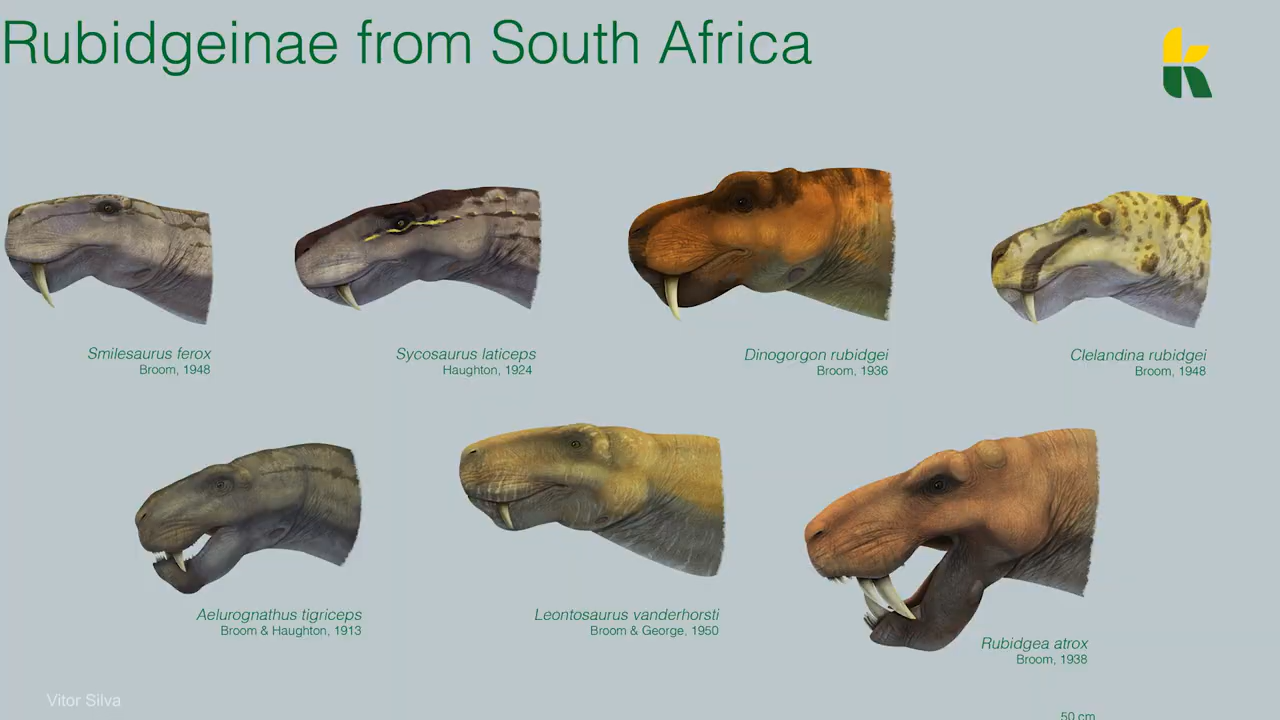 Rubidgeinae from South Africa
Smilesaurus ferox
Broom, 1948
Sycosaurus laticeps
Haughton, 1924
Dinogorgon rubidgei
Broom, 1936
Clelandina rubidgei
Broom, 1948
Aelurognathus tigriceps
Broom & Haughton, 1913
Leontosaurus vanderhorsti
Broom & George, 1950
Rubidgea atrox
Broom, 1938
Vitor Silva
50 cm